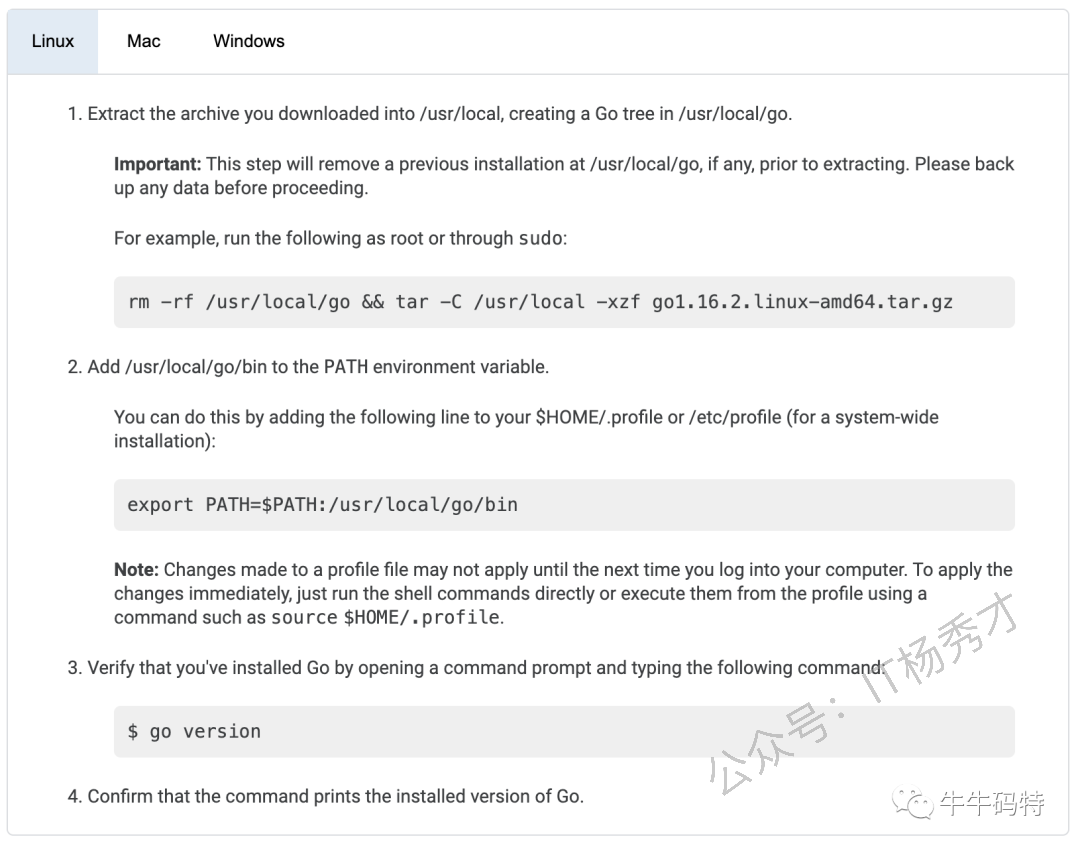 Linux Mac Windows
1. Extract the archive you downloaded into /usr/local, creating a Go tree in /usr/local/go.
Important: This step will remove a previous installation at /usr/local/go, if any, prior to extracting. Please back
up any data before proceeding.
For example, run the following as root or through sudo:
rm -rf /usr/local/go && tar -C /usr/local -xzf go1.16.2.linux-amd64.tar.gz
2. Add /usr/local/go/bin to the PATH environment variable.
You can do this by adding the following line to your $HOME/.profile or /etc/profile (for a system-wide
installation):
export PATH=$PATH:/usr/local/go/bin
Note: Changes made to a profile file may not apply until the next time you log into your computer. To apply the
changes immediately, just run the shell commands directly or execute them from the profile using a
command such as source $HOME/.profile.
3. Verify that you've installed Go by opening a command prompt and typing the following command:
$ go version
4. Confirm that the command prints the installed version of Go.
公众号：IT杨秀才
牛牛码特